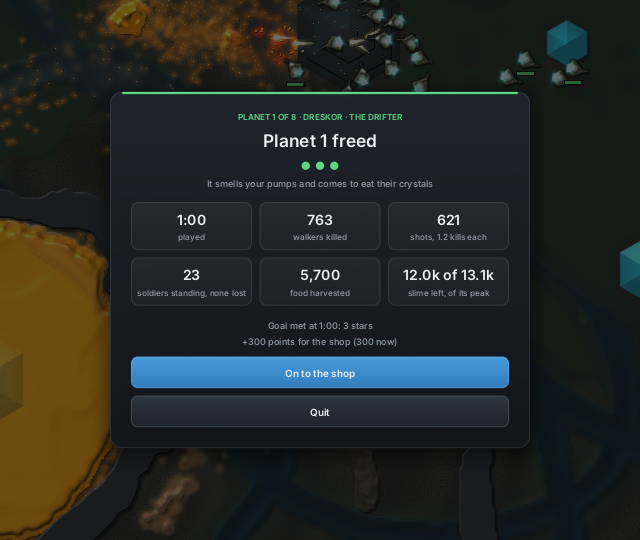 PLANET 1 OF 8 · DRESKOR · THE DRIFTER
Planet 1 freed
It smells your pumps and comes to eat their crystals
1:00
played
763
walkers killed
621
shots, 1.2 kills each
23
soldiers standing, none lost
5,700
food harvested
12.0k of 13.1k
slime left, of its peak
Goal met at 1:00: 3 stars
+300 points for the shop (300 now)
On to the shop
Quit